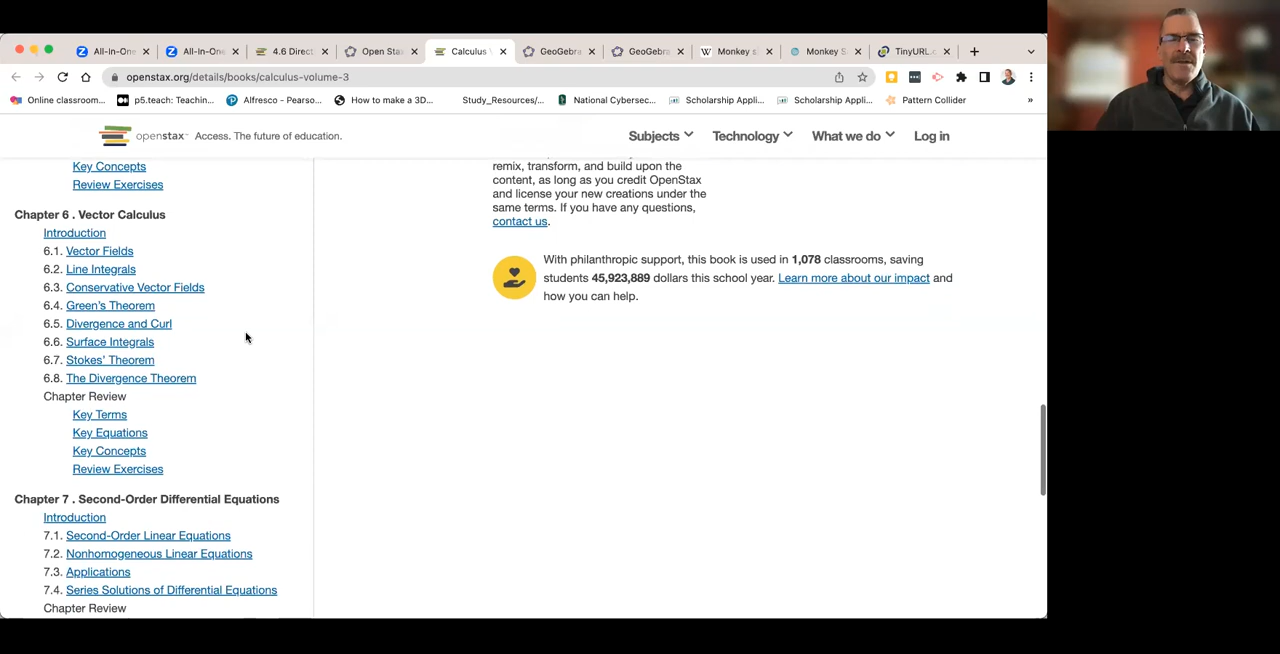 All-in-One
All-in-One
4.6 Direct
Open Stax
Calculus V
GeoGebra
GeoGebra
Monkey s
Monkey S
TinyURL.c
openstax.org/details/books/calculus-volume-3
Online classroom...
p5.teach: Teachin...
Alfresco - Pearso...
How to make a 3D...
Study_Resources/...
National Cybersec...
Scholarship Appli...
Scholarship Appli...
Pattern Collider
»
openstax™ Access. The future of education.
Subjects
Technology
What we do
Log in
Key Concepts
Review Exercises
Chapter 6 . Vector Calculus
Introduction
6.1. Vector Fields
6.2. Line Integrals
6.3. Conservative Vector Fields
6.4. Green's Theorem
6.5. Divergence and Curl
6.6. Surface Integrals
6.7. Stokes' Theorem
6.8. The Divergence Theorem
Chapter Review
Key Terms
Key Equations
Key Concepts
Review Exercises
Chapter 7 . Second-Order Differential Equations
Introduction
7.1. Second-Order Linear Equations
7.2. Nonhomogeneous Linear Equations
7.3. Applications
7.4. Series Solutions of Differential Equations
Chapter Review
remix, transform, and build upon the
content, as long as you credit OpenStax
and license your new creations under the
same terms. If you have any questions,
contact us.
With philanthropic support, this book is used in 1,078 classrooms, saving
students 45,923,889 dollars this school year. Learn more about our impact and
how you can help.